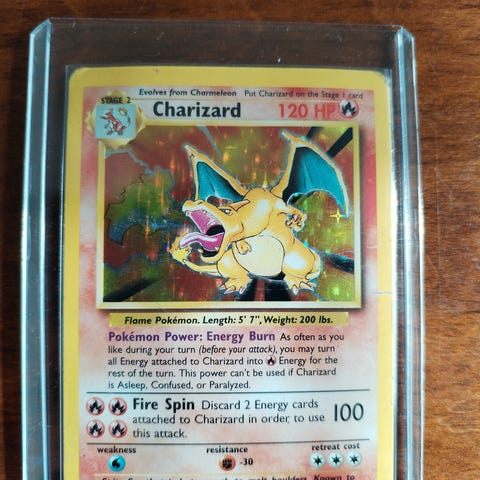 Evolves from Charmeleon Put Charizard on the Stage 1 card
STAGE 2
Charizard 120 HP
Flame Pokémon. Length: 5' 7", Weight: 200 lbs.
Pokémon Power: Energy Burn As often as you
like during your turn (before your attack), you may turn
all Energy attached to Charizard into Energy for the
rest of the turn. This power can't be used if Charizard
is Asleep, Confused, or Paralyzed.
Fire Spin Discard 2 Energy cards
attached to Charizard in order to use
this attack.
100
weakness resistance retreat cost
-30